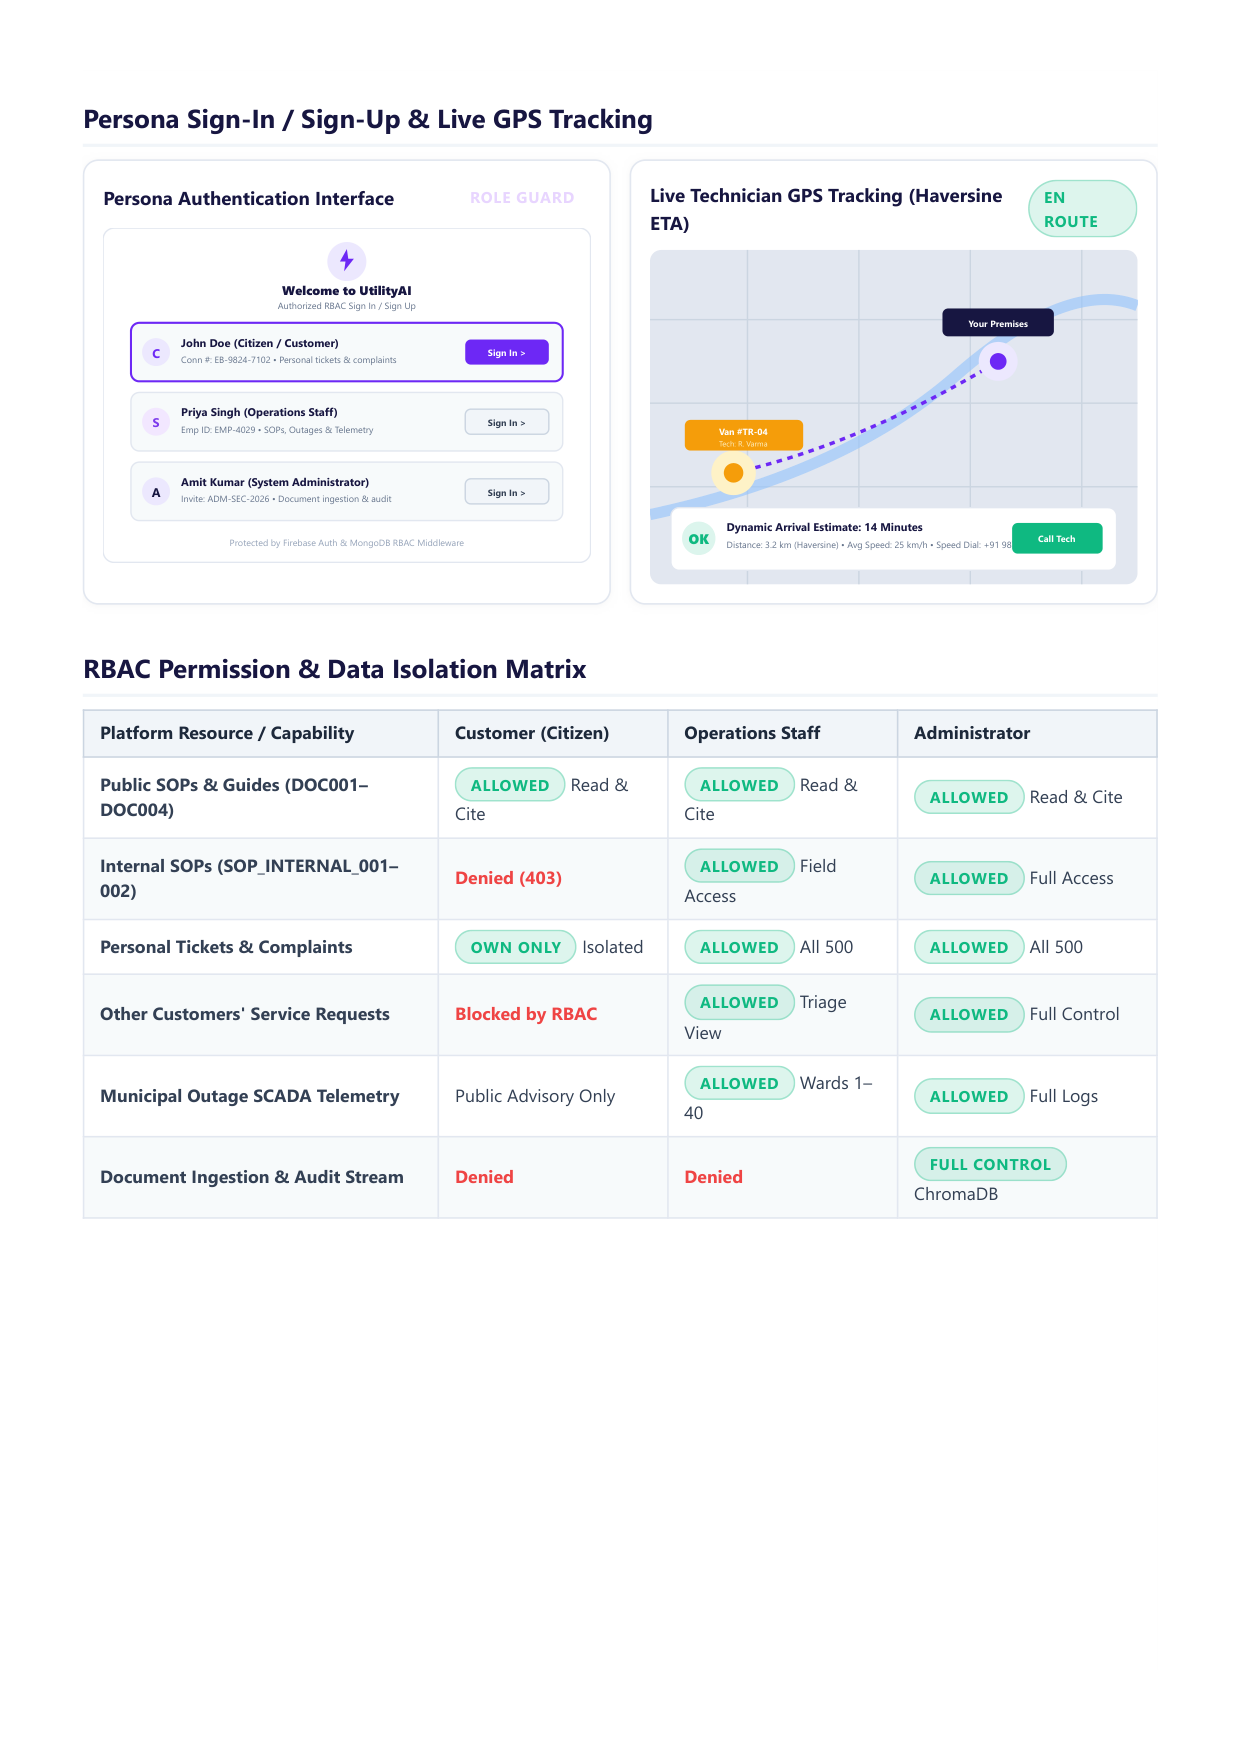 Persona Sign-In / Sign-Up & Live GPS Tracking
Persona Authentication Interface
ROLE GUARD
Welcome to UtilityAI
Authorized RBAC Sign In / Sign Up
C
John Doe (Citizen / Customer)
Conn #: EB-9824-7102 • Personal tickets & complaints
Sign In >
S
Priya Singh (Operations Staff)
Emp ID: EMP-4029 • SOPs, Outages & Telemetry
Sign In >
A
Amit Kumar (System Administrator)
Invite: ADM-SEC-2026 • Document ingestion & audit
Sign In >
Protected by Firebase Auth & MongoDB RBAC Middleware
Live Technician GPS Tracking (Haversine
ETA)
EN
ROUTE
Your Premises
Van #TR-04
Tech: R. Varma
OK
Dynamic Arrival Estimate: 14 Minutes
Distance: 3.2 km (Haversine) • Avg Speed: 25 km/h • Speed Dial: +91 98
Call Tech
RBAC Permission & Data Isolation Matrix
Platform Resource / Capability
Customer (Citizen)
Operations Staff
Administrator
Public SOPs & Guides (DOC001–
DOC004)
ALLOWED Read &
Cite
ALLOWED Read &
Cite
ALLOWED Read & Cite
Internal SOPs (SOP_INTERNAL_001–
002)
Denied (403)
ALLOWED Field
Access
ALLOWED Full Access
Personal Tickets & Complaints
OWN ONLY Isolated
ALLOWED All 500
ALLOWED All 500
Other Customers' Service Requests
Blocked by RBAC
ALLOWED Triage
View
ALLOWED Full Control
Municipal Outage SCADA Telemetry
Public Advisory Only
ALLOWED Wards 1–
40
ALLOWED Full Logs
Document Ingestion & Audit Stream
Denied
Denied
FULL CONTROL
ChromaDB